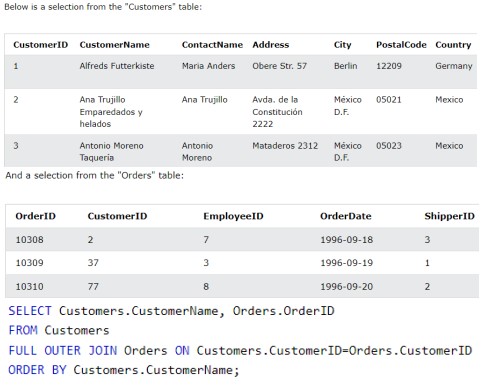 Below is a selection from the "Customers" table:
CustomerID CustomerName ContactName Address City PostalCode Country
1 Alfreds Futterkiste Maria Anders Obere Str. 57 Berlin 12209 Germany
2 Ana Trujillo Ana Trujillo Avda. de la México 05021 Mexico
Emparedados y Constitución D.F.
helados 2222
3 Antonio Moreno Antonio Mataderos 2312 México 05023 Mexico
Taquería Moreno D.F.
And a selection from the "Orders" table:
OrderID CustomerID EmployeeID OrderDate ShipperID
10308 2 7 1996-09-18 3
10309 37 3 1996-09-19 1
10310 77 8 1996-09-20 2
SELECT Customers.CustomerName, Orders.OrderID
FROM Customers
FULL OUTER JOIN Orders ON Customers.CustomerID=Orders.CustomerID
ORDER BY Customers.CustomerName;